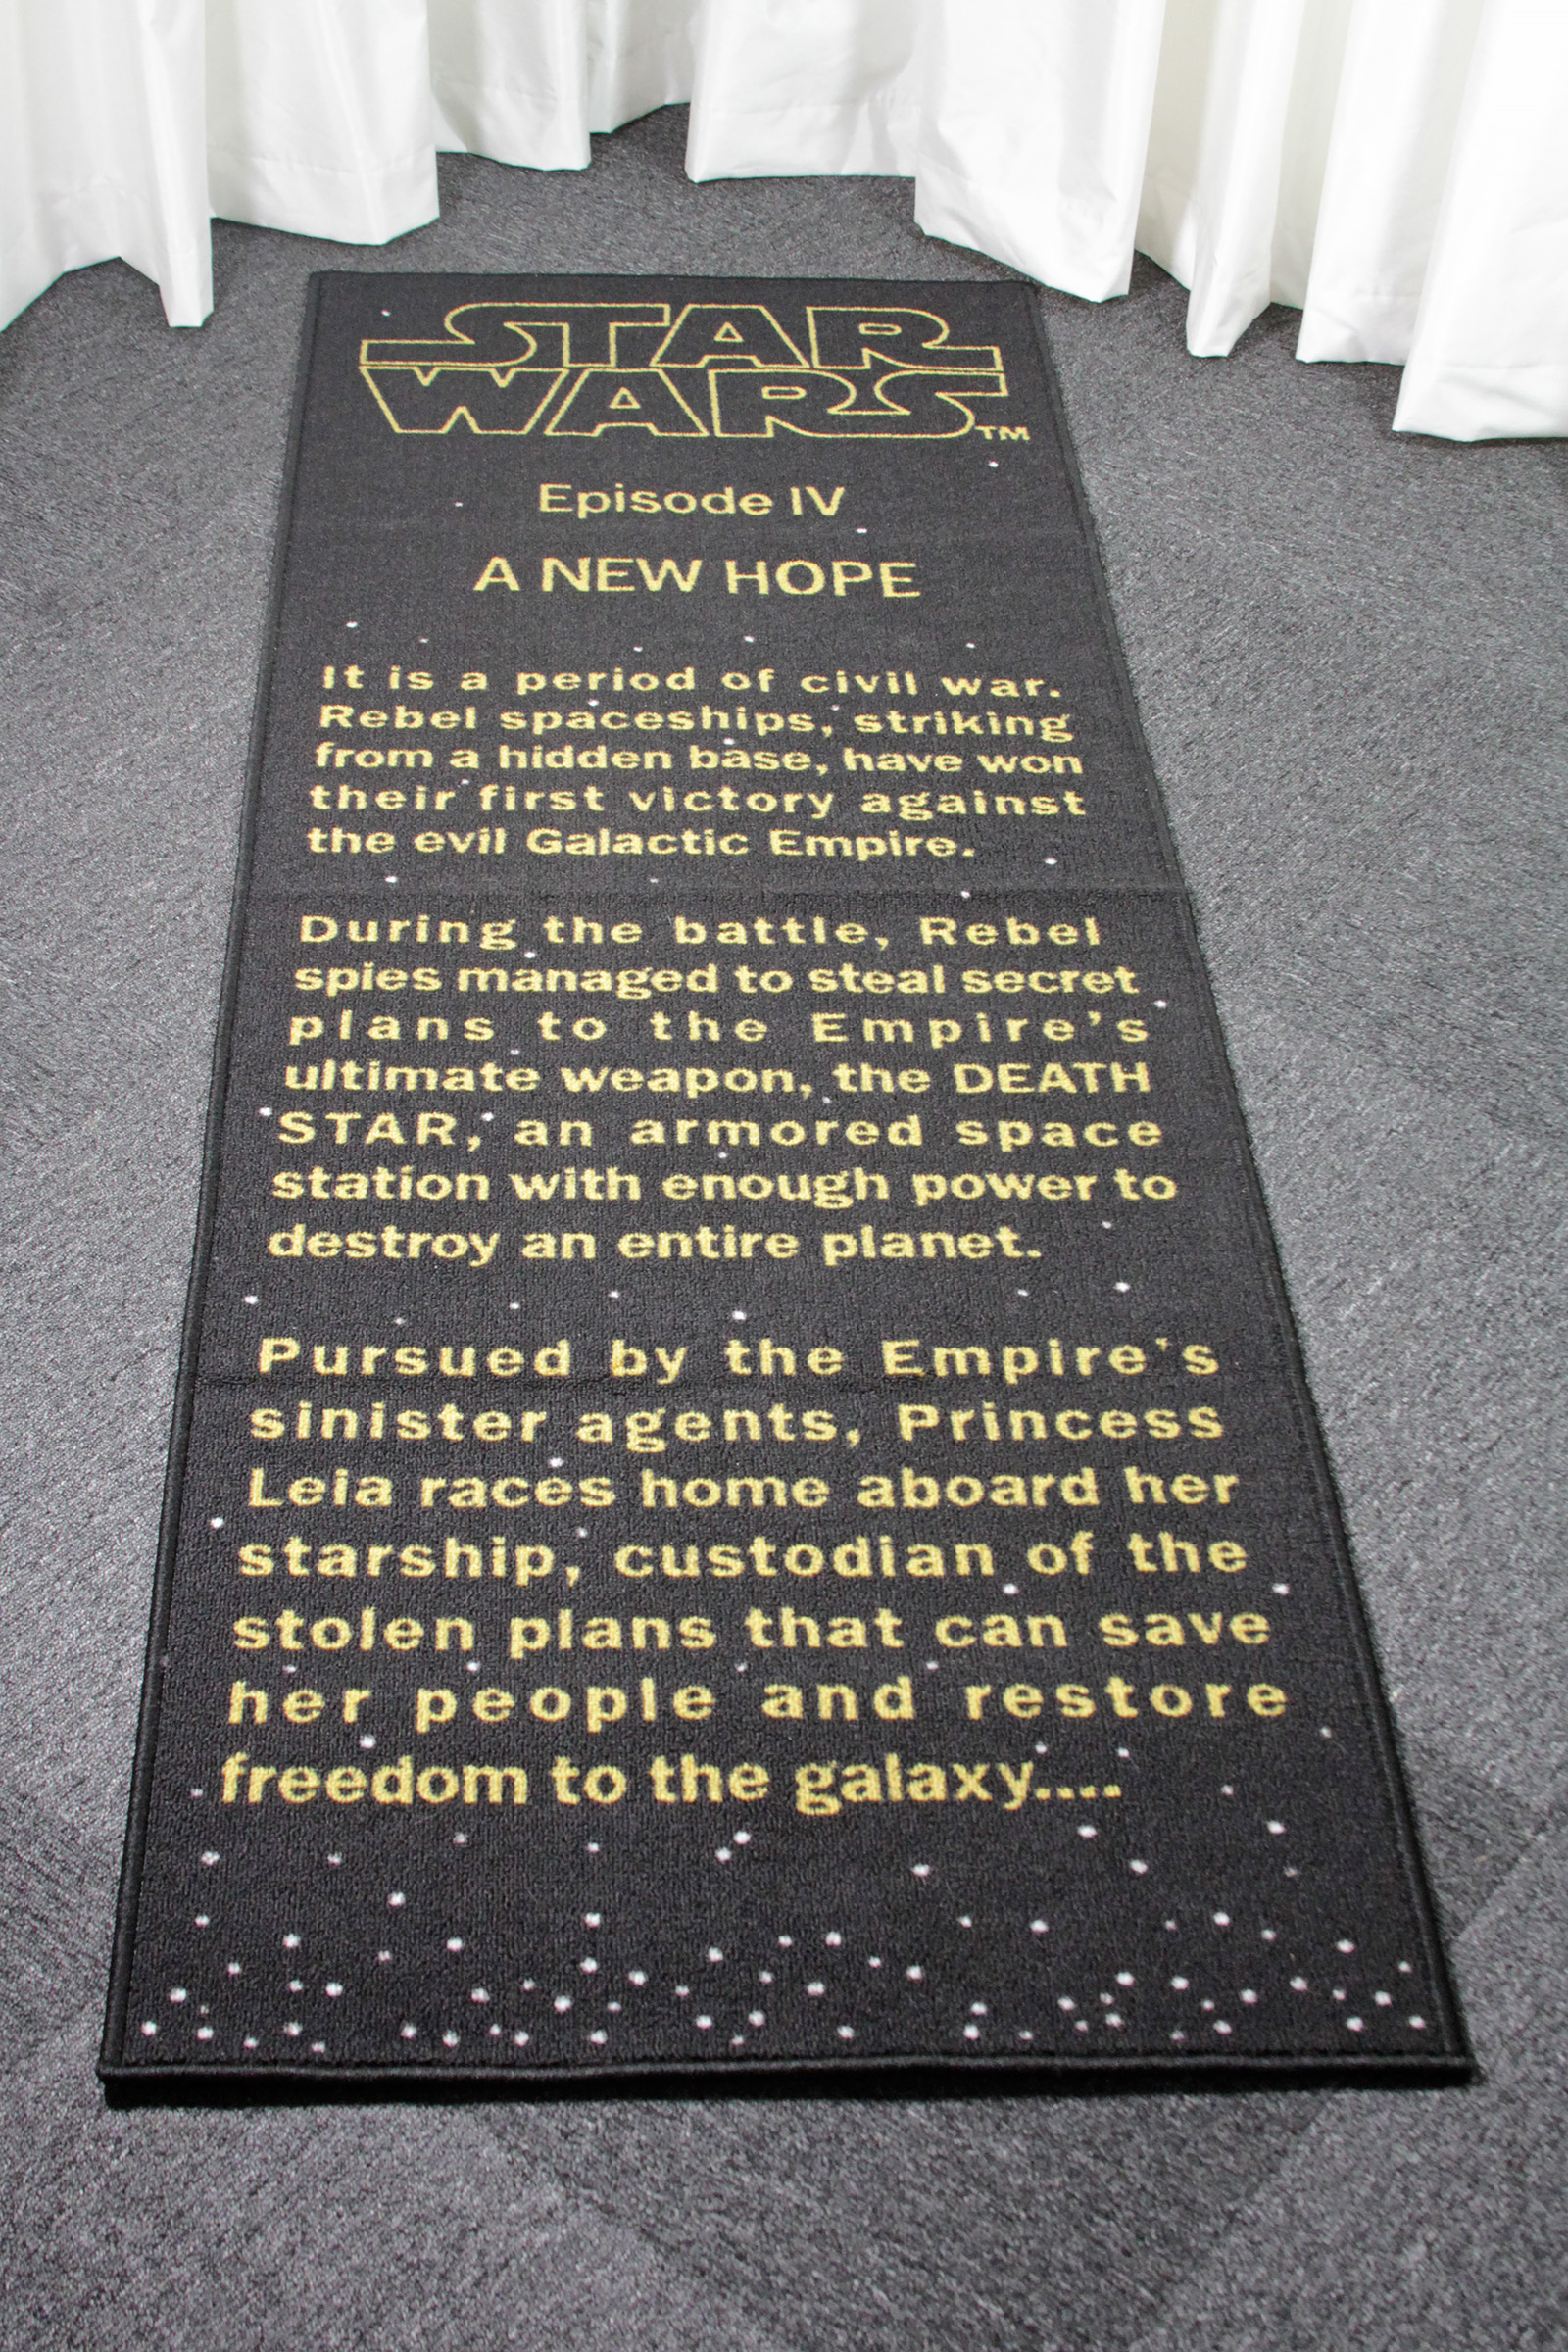 STAR
WARS™
Episode IV
A NEW HOPE
It is a period of civil war.
Rebel spaceships, striking
from a hidden base, have won
their first victory against
the evil Galactic Empire.
During the battle, Rebel
spies managed to steal secret
plans to the Empire's
ultimate weapon, the DEATH
STAR, an armored space
station with enough power to
destroy an entire planet.
Pursued by the Empire's
sinister agents, Princess
Leia races home aboard her
starship, custodian of the
stolen plans that can save
her people and restore
freedom to the galaxy....